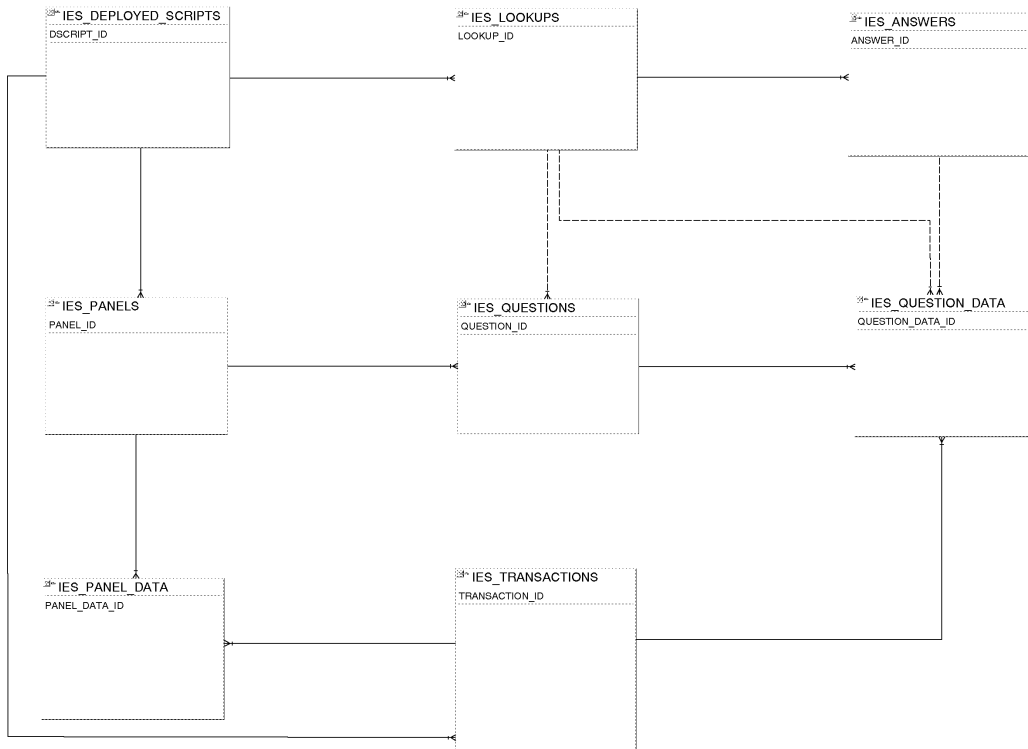 IES_DEPLOYED_SCRIPTS
DSCRIPT_ID
IES_LOOKUPS
LOOKUP_ID
IES_ANSWERS
ANSWER_ID
IES_PANELS
PANEL_ID
IES_QUESTIONS
QUESTION_ID
IES_QUESTION_DATA
QUESTION_DATA_ID
IES_PANEL_DATA
PANEL_DATA_ID
IES_TRANSACTIONS
TRANSACTION_ID